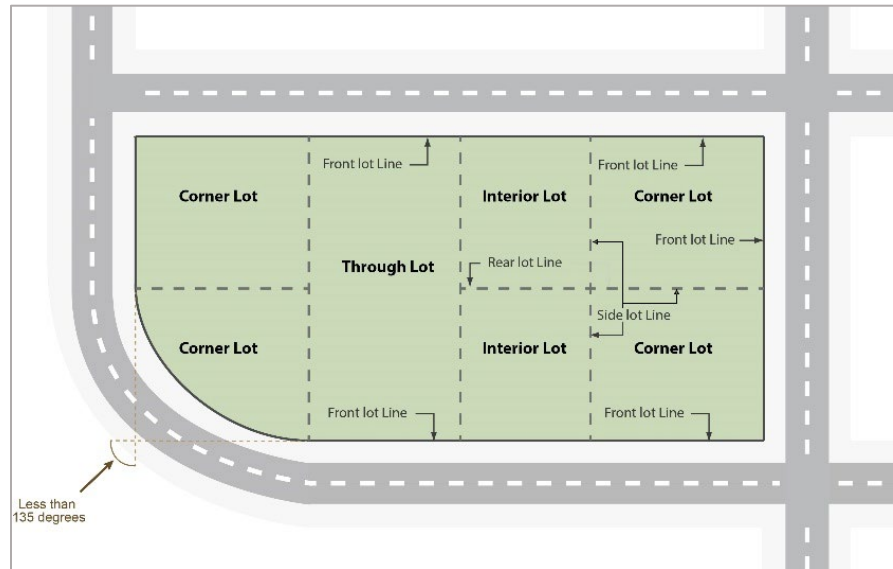 Front lot Line
Front lot Line
Corner Lot
Interior Lot
Corner Lot
Front lot Line
Through Lot
Rear lot Line
Side lot Line
Corner Lot
Interior Lot
Corner Lot
Front lot Line
Front lot Line
Less than
135 degrees